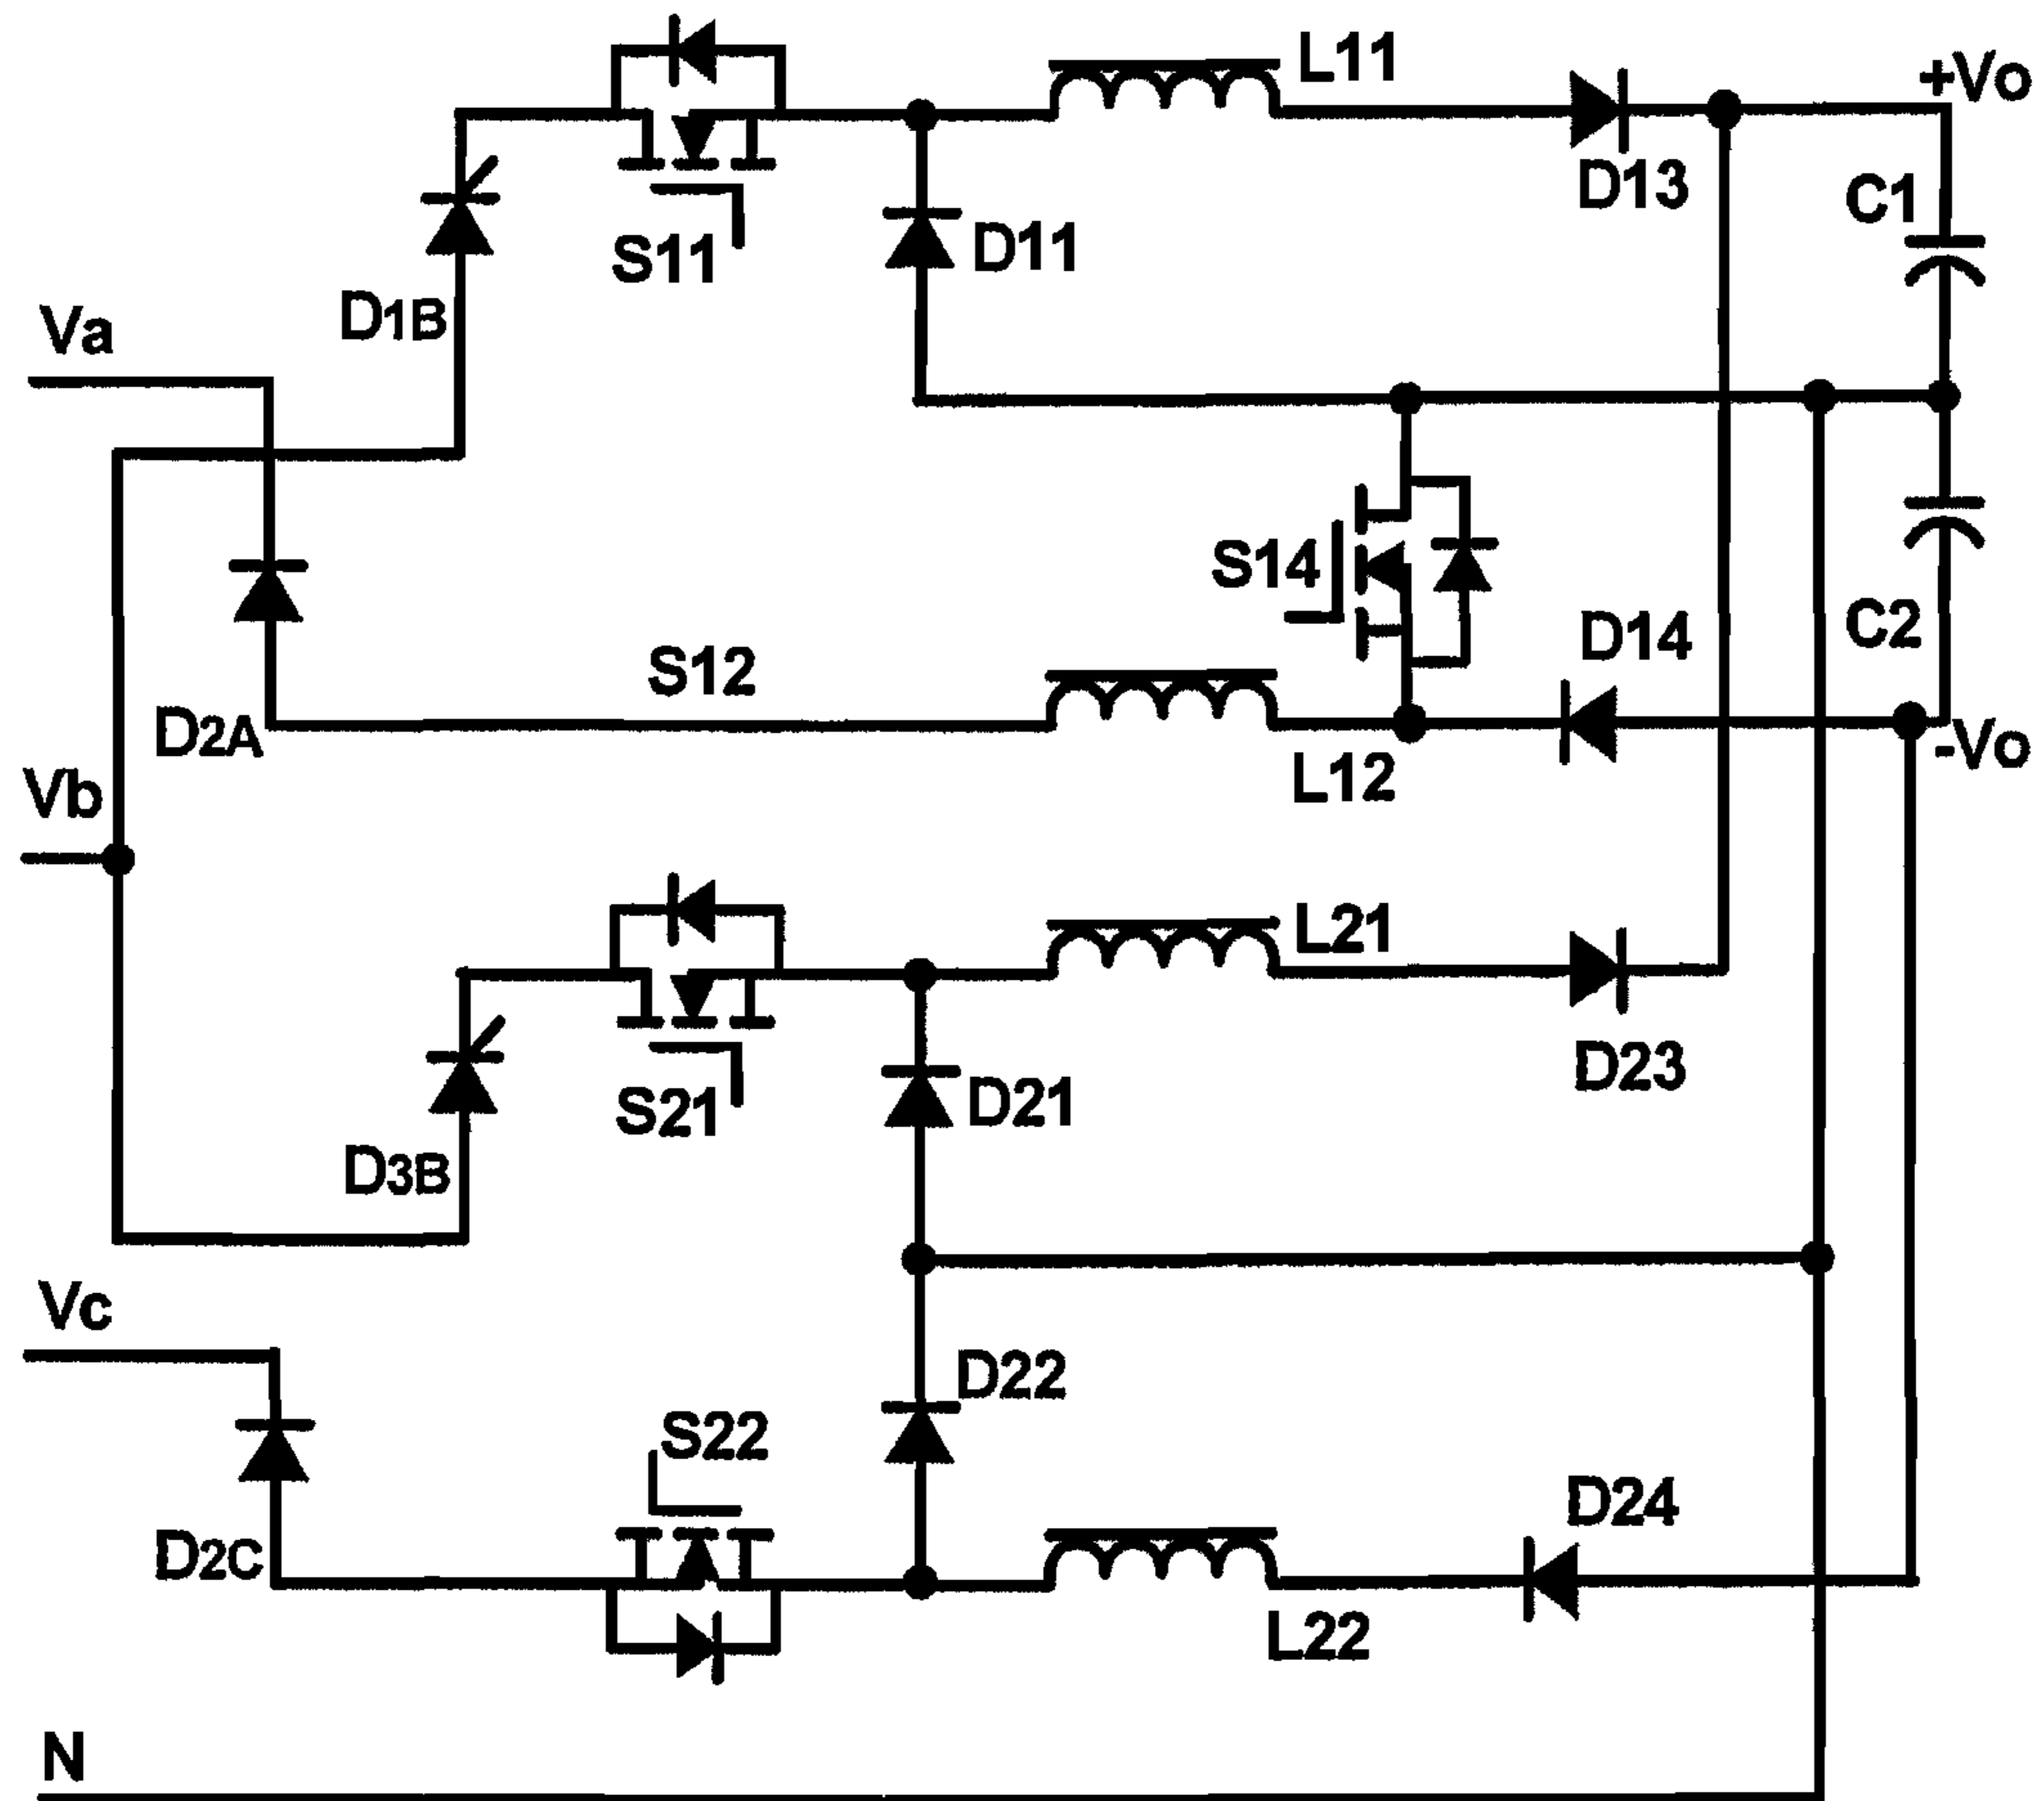 L11
+Vo
D13
C1
S11
D11
D1B
Va
S14
D14
C2
S12
D2A
-Vo
L12
Vb
L21
D23
S21
D21
D3B
Vc
D22
S22
D24
D2C
L22
N